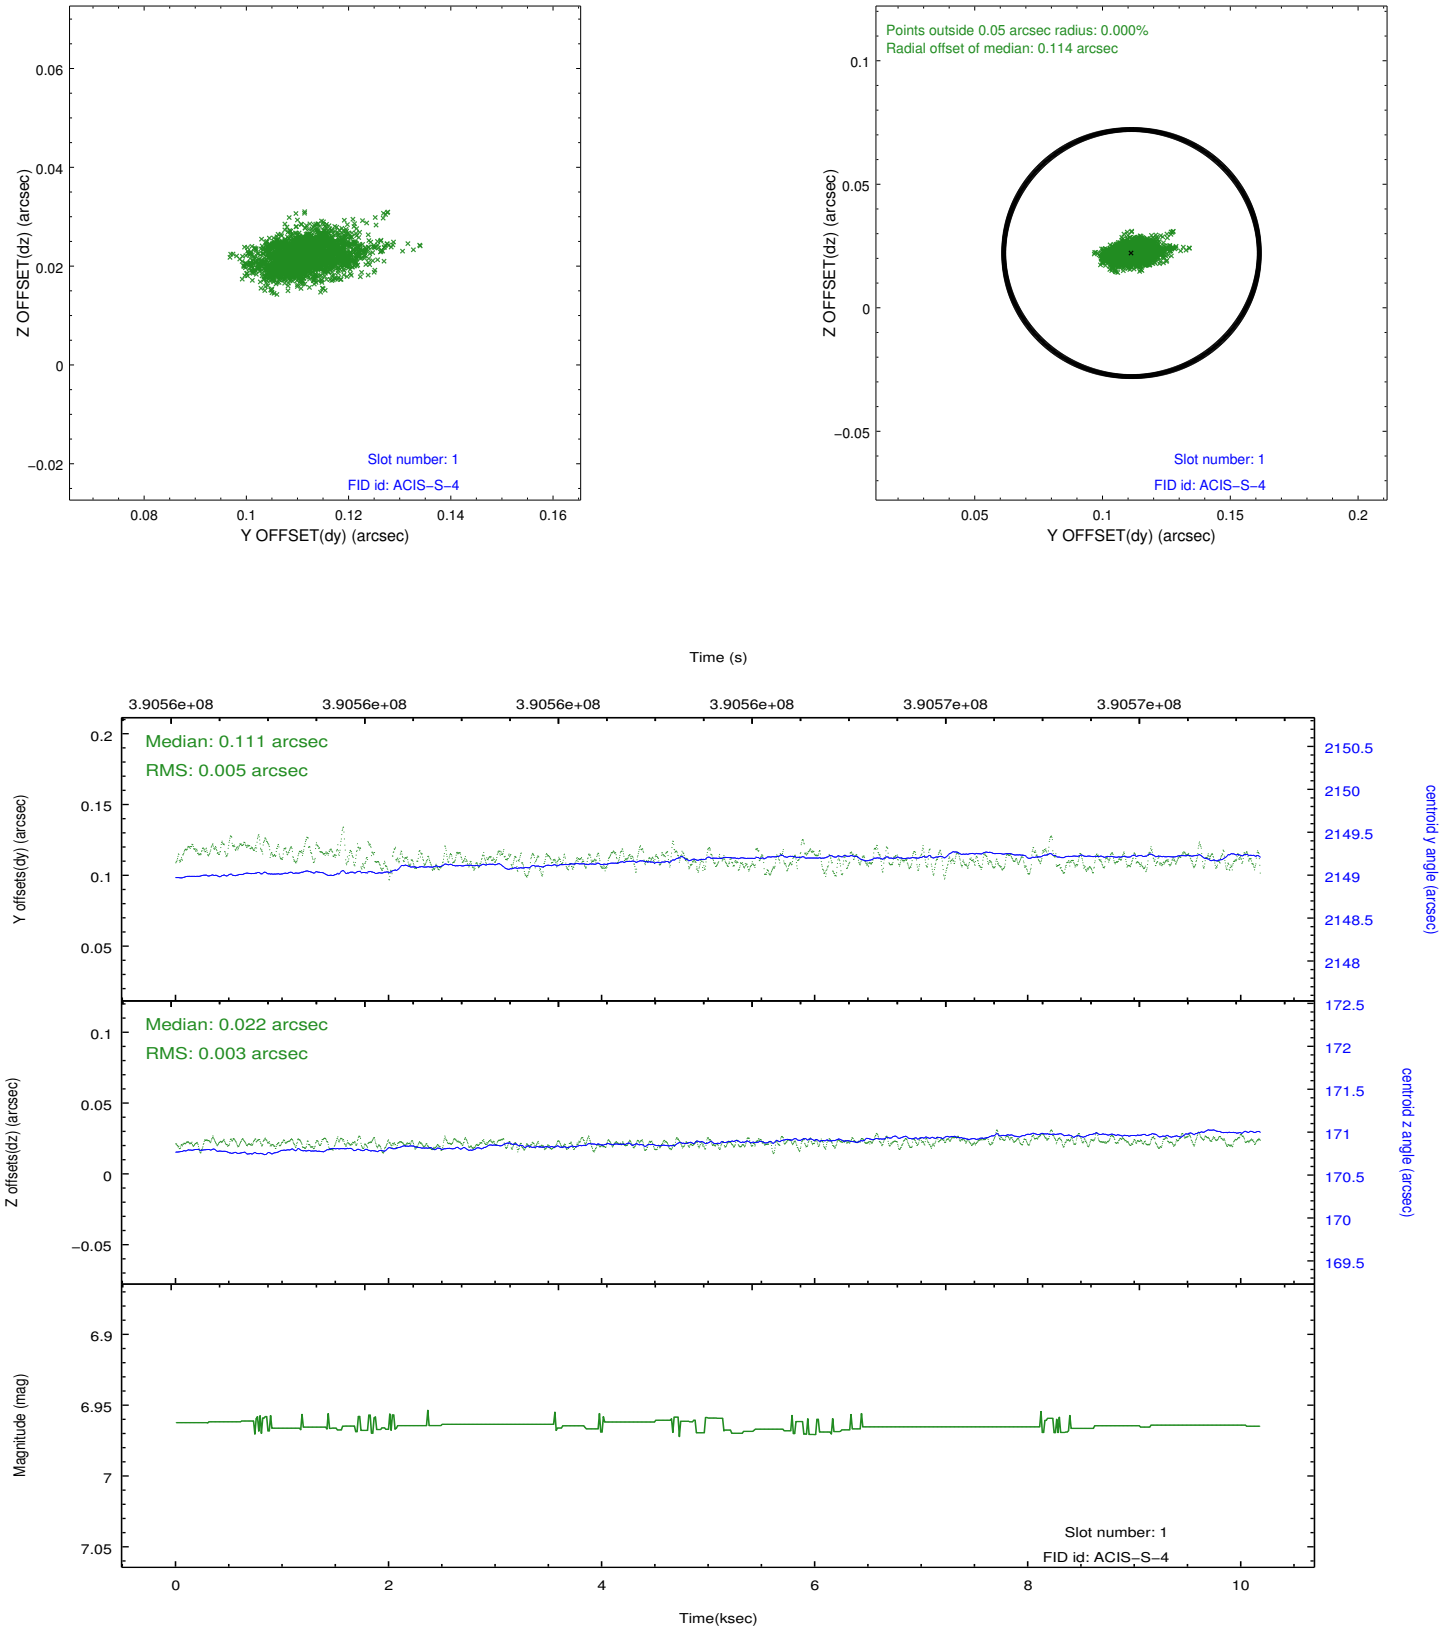 0.06
0.04
0.02
0
−0.02
Z OFFSET(dz) (arcsec)
Slot number: 1
FID id: ACIS−S−4
0.08
0.1
0.12
0.14
0.16
Y OFFSET(dy) (arcsec)
Points outside 0.05 arcsec radius: 0.000%
Radial offset of median: 0.114 arcsec
0.1
0.05
0
−0.05
Z OFFSET(dz) (arcsec)
Slot number: 1
FID id: ACIS−S−4
0.05
0.1
0.15
0.2
Y OFFSET(dy) (arcsec)
Time (s)
3.9056e+08
3.9056e+08
3.9056e+08
3.9056e+08
3.9057e+08
3.9057e+08
Median: 0.111 arcsec
RMS: 0.005 arcsec
0.2
0.15
0.1
0.05
Y offsets(dy) (arcsec)
2150.5
2150
2149.5
2149
2148.5
2148
centroid y angle (arcsec)
Median: 0.022 arcsec
RMS: 0.003 arcsec
0.1
0.05
0
−0.05
Z offsets(dz) (arcsec)
172.5
172
171.5
171
170.5
170
169.5
centroid z angle (arcsec)
6.9
6.95
7
7.05
Magnitude (mag)
Slot number: 1
FID id: ACIS−S−4
0
2
4
6
8
10
Time(ksec)